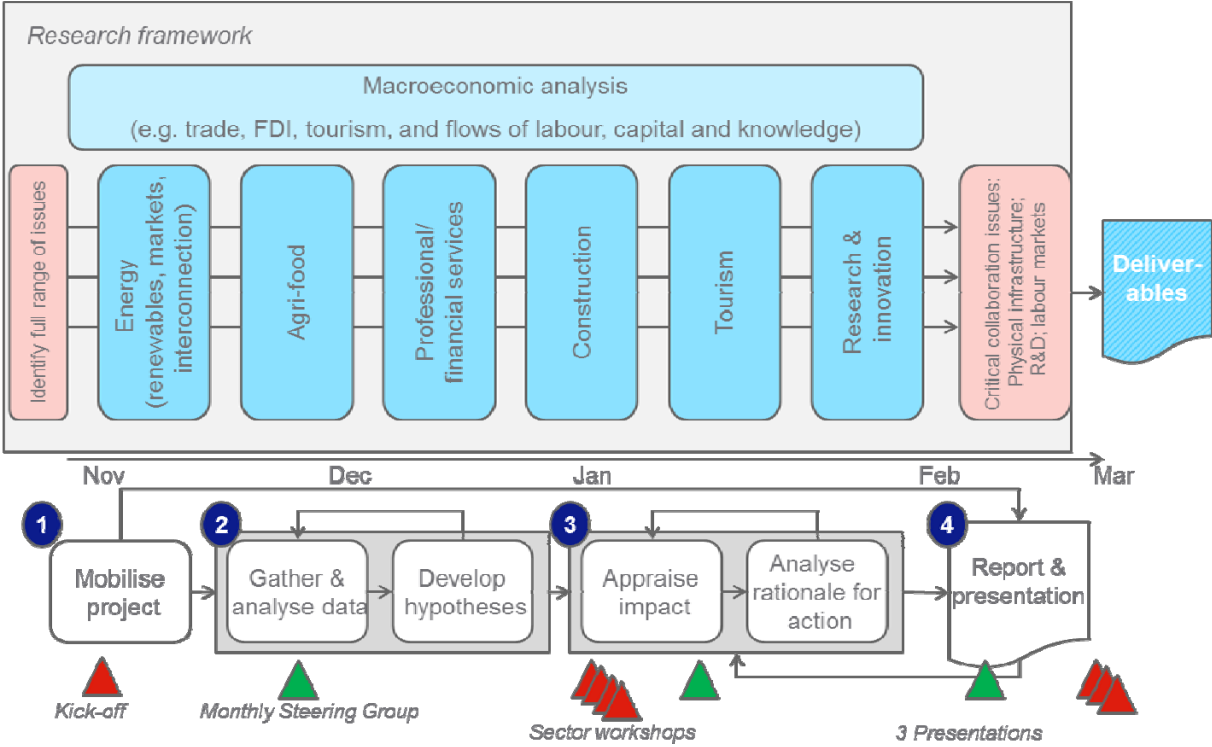 Research framework
Macroeconomic analysis
(e.g. trade, FDI, tourism, and flows of labour, capital and knowledge)
Identify full range of issues
Energy
(renewables, markets,
interconnection)
Agri-food
Professional/
financial services
Construction
Tourism
Research &
innovation
Critical collaboration issues:
Physical infrastructure;
R&D; labour markets
Deliver-
ables
Nov
Dec
Jan
Feb
Mar
1
Mobilise
project
2
Gather &
analyse data
Develop
hypotheses
3
Appraise
impact
Analyse
rationale for
action
4
Report &
presentation
Kick-off
Monthly Steering Group
Sector workshops
3 Presentations